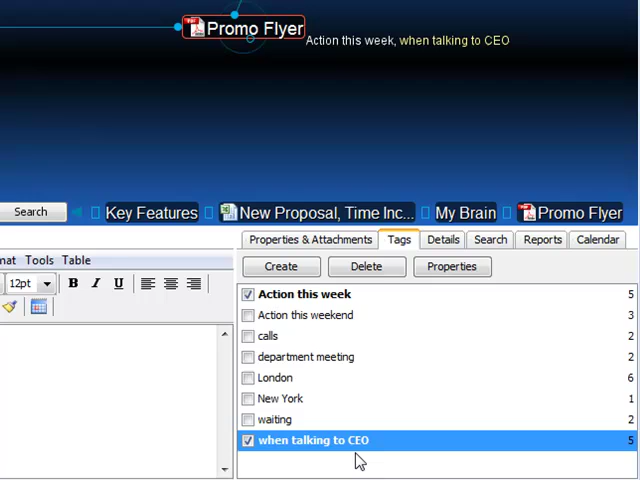 Promo Flyer
Action this week, when talking to CEO
Search Key Features New Proposal, Time Inc... My Brain Promo Flyer
Properties & Attachments Tags Details Search Reports Calendar
mat Tools Table
Create Delete Properties
12pt B I U
Action this week 5
Action this weekend 3
calls 2
department meeting 2
London 6
New York 1
waiting 2
when talking to CEO 5